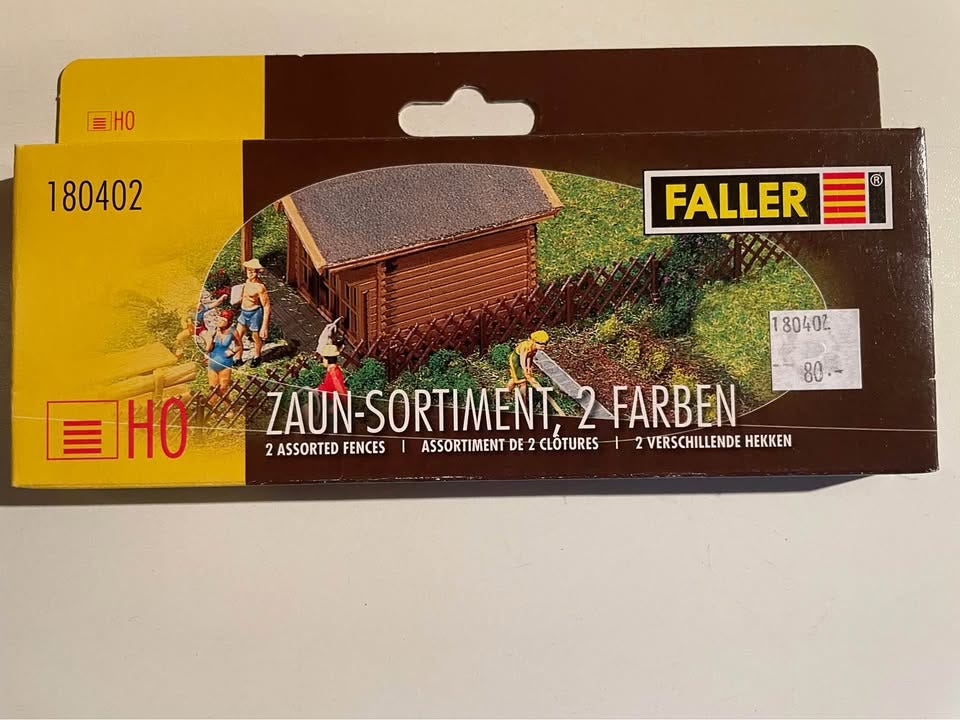 HO
180402
FALLER ®
180402
80.-
HO
ZAUN-SORTIMENT, 2 FARBEN
2 ASSORTED FENCES | ASSORTIMENT DE 2 CLÔTURES | 2 VERSCHILLENDE HEKKEN